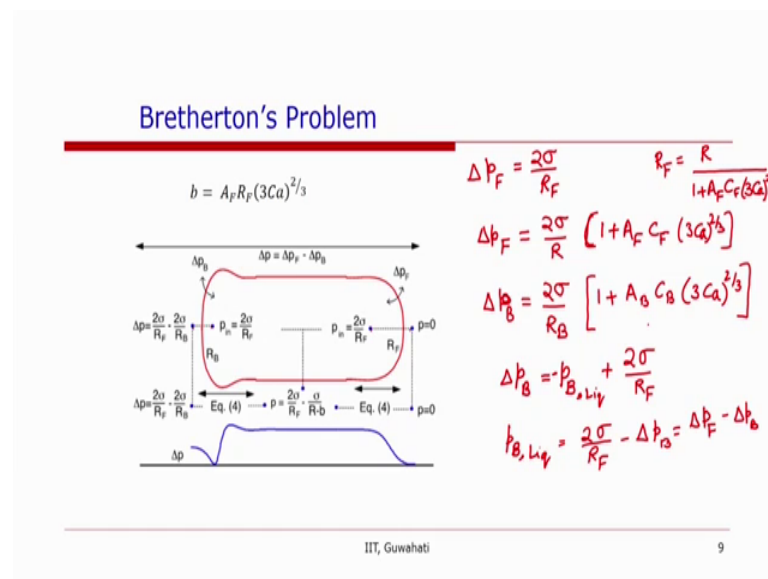 Bretherton's Problem
b = A_F R_F (3Ca)^{2/3}
Δp = Δp_F - Δp_B
Δp_B
Δp_F
Δp = 2σ/R_F - 2σ/R_B
p_in = 2σ/R_F
p_in = 2σ/R_F
p=0
R_B
R_F
Δp = 2σ/R_F - 2σ/R_B
Eq. (4)
p = 2σ/R_F - σ/R-b
Eq. (4)
p=0
Δp
Δp_F = 2σ/R_F
R_F = R/1+A_F C_F (3Ca)^{2/3}
Δp_F = 2σ/R [1 + A_F C_F (3Ca)^{2/3}]
Δp_B = 2σ/R_B [1 + A_B C_B (3Ca)^{2/3}]
Δp_B = -p_{B, Liq} + 2σ/R_F
p_{B, Liq} = 2σ/R_F - Δp_B = Δp_F - Δp_B
IIT, Guwahati
9